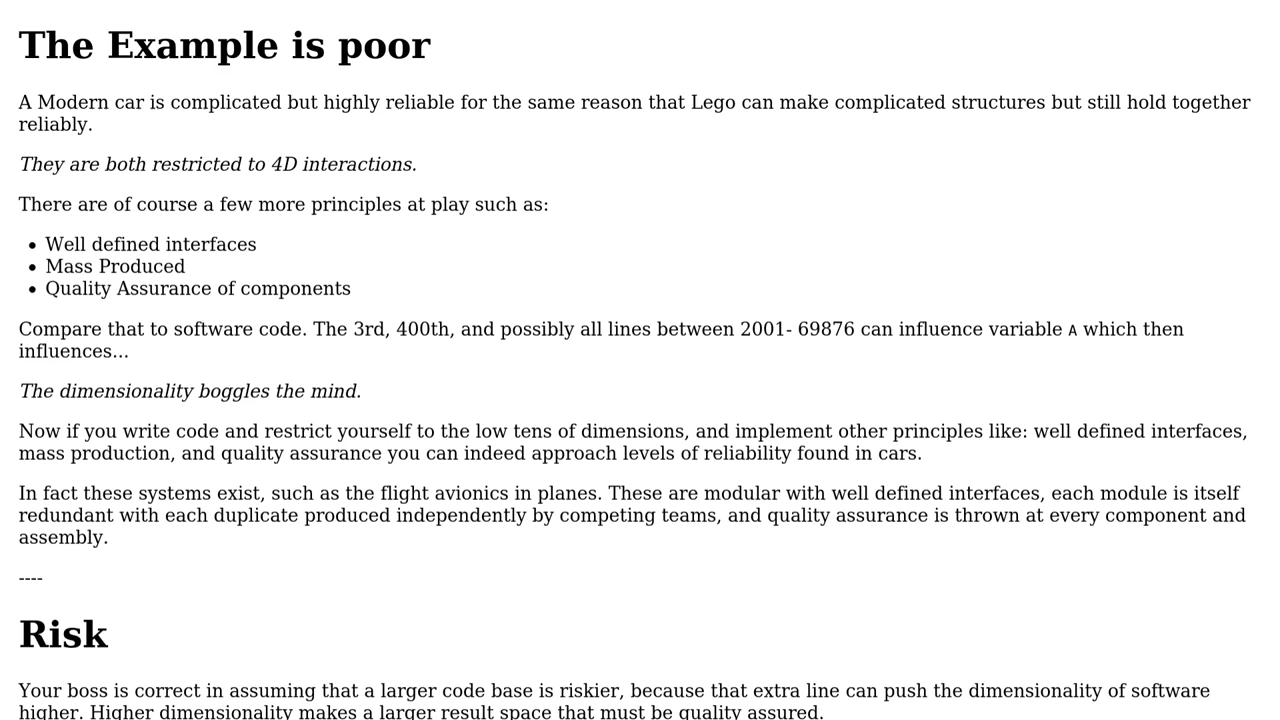 The Example is poor
A Modern car is complicated but highly reliable for the same reason that Lego can make complicated structures but still hold together
reliably.
They are both restricted to 4D interactions.
There are of course a few more principles at play such as:
• Well defined interfaces
• Mass Produced
• Quality Assurance of components
Compare that to software code. The 3rd, 400th, and possibly all lines between 2001- 69876 can influence variable A which then
influences...
The dimensionality boggles the mind.
Now if you write code and restrict yourself to the low tens of dimensions, and implement other principles like: well defined interfaces,
mass production, and quality assurance you can indeed approach levels of reliability found in cars.
In fact these systems exist, such as the flight avionics in planes. These are modular with well defined interfaces, each module is itself
redundant with each duplicate produced independently by competing teams, and quality assurance is thrown at every component and
assembly.
----
Risk
Your boss is correct in assuming that a larger code base is riskier, because that extra line can push the dimensionality of software
higher. Higher dimensionality makes a larger result space that must be quality assured.